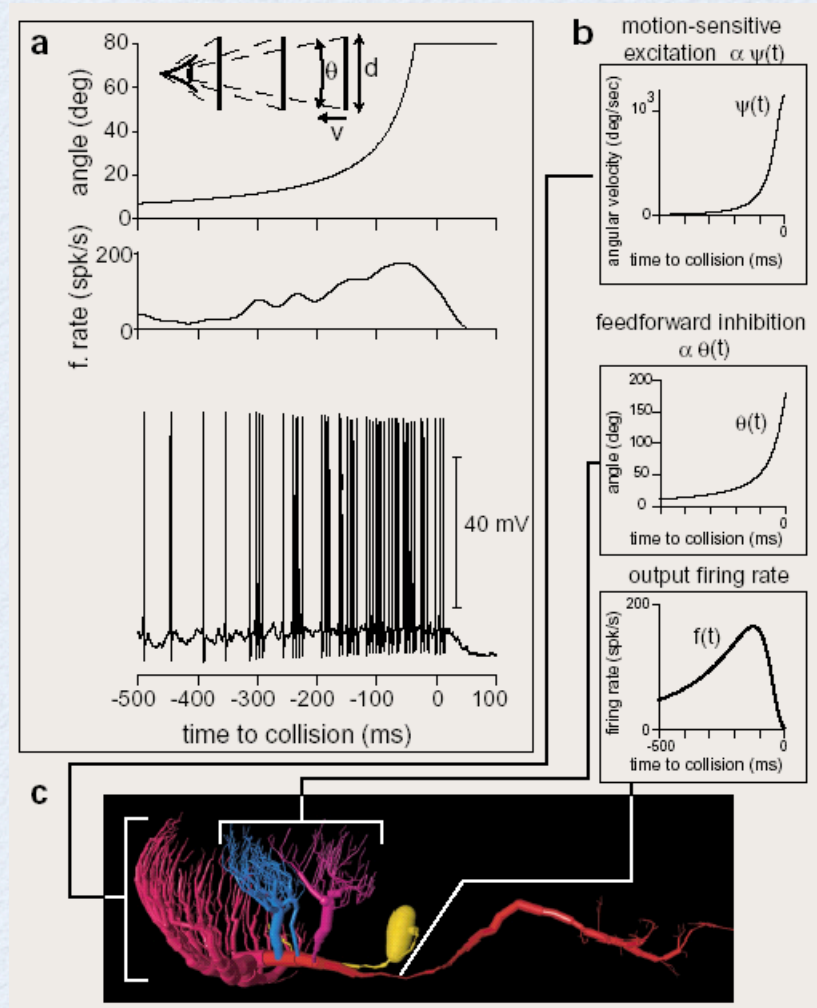 a
80
60
40
20
0
angle (deg)
θ
d
v
200
0
f. rate (spk/s)
40 mV
-500 -400 -300 -200 -100 0 100
time to collision (ms)
b
motion-sensitive
excitation α ψ(t)
10³
0
angular velocity (deg/sec)
ψ(t)
0
time to collision (ms)
feedforward inhibition
α θ(t)
200
150
100
50
0
angle (deg)
θ(t)
0
time to collision (ms)
output firing rate
200
0
firing rate (spk/s)
f(t)
-500 0
time to collision (ms)
c